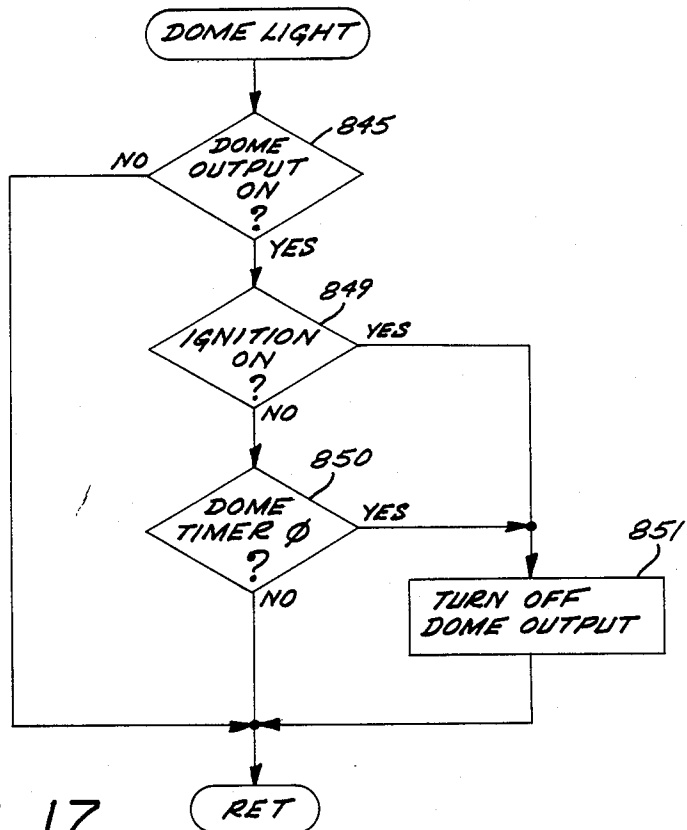 DOME LIGHT
845
DOME
OUTPUT
ON
?
NO
YES
849
IGNITION
ON
?
YES
NO
850
DOME
TIMER Ø
?
YES
NO
851
TURN OFF
DOME OUTPUT
17
RET